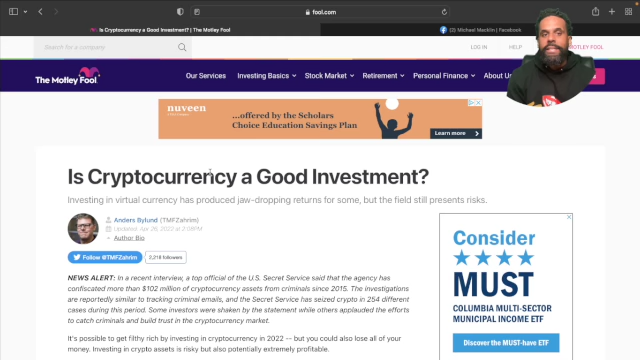 fool.com
Is Cryptocurrency a Good Investment? | The Motley Fool
(2) Michael Macklin | Facebook
Search for a company
LOG IN
HELP
MOTLEY FOOL
The Motley Fool
Our Services
Investing Basics
Stock Market
Retirement
Personal Finance
About U
nuveen
...offered by the Scholars
Choice Education Savings Plan
Learn more
Is Cryptocurrency a Good Investment?
Investing in virtual currency has produced jaw-dropping returns for some, but the field still presents risks.
Anders Bylund (TMFZahrim)
Author Bio
Follow @TMFZahrim
2,218 followers
NEWS ALERT: In a recent interview, a top official of the U.S. Secret Service said that the agency has
confiscated more than $102 million of cryptocurrency assets from criminals since 2015. The investigations
are reportedly similar to tracking criminal emails, and the Secret Service has seized crypto in 254 different
cases during this period. Some investors were shaken by the statement while others applauded the efforts
to catch criminals and build trust in the cryptocurrency market.
It's possible to get filthy rich by investing in cryptocurrency in 2022 -- but you could also lose all of your
money. Investing in crypto assets is risky but also potentially extremely profitable.
Consider
MUST
COLUMBIA MULTI-SECTOR
MUNICIPAL INCOME ETF
Discover the MUST-have ETF